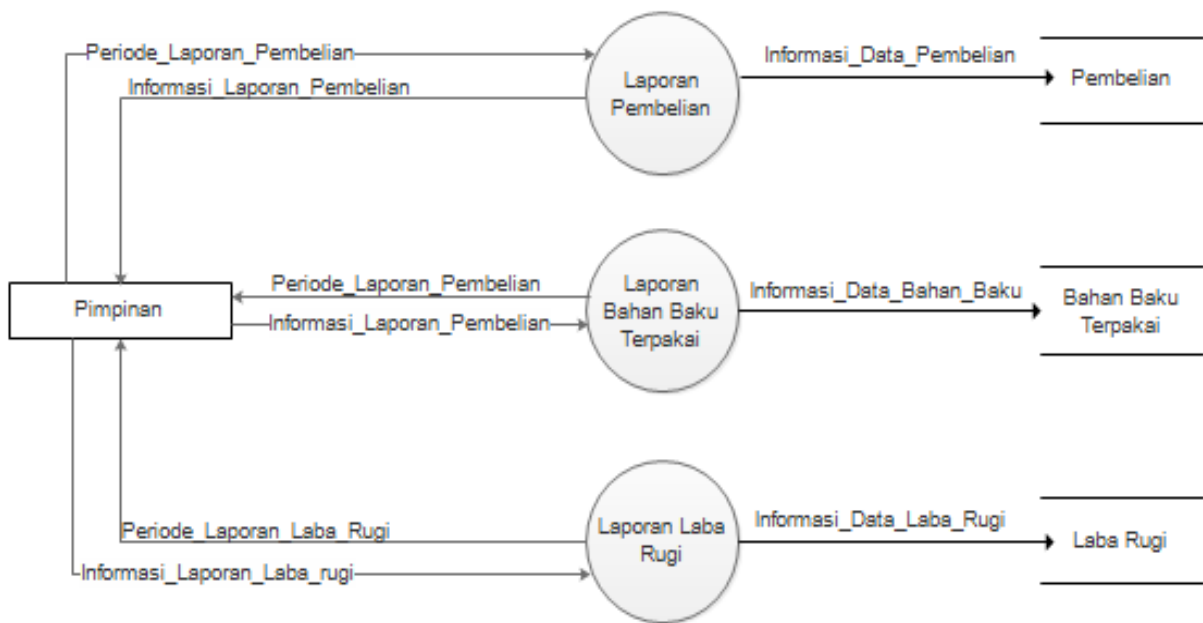 Periode_Laporan_Pembelian
Informasi_Data_Pembelian
Informasi_Laporan_Pembelian
Laporan
Pembelian
Pembelian
Pimpinan
Periode_Laporan_Pembelian
Informasi_Laporan_Pembelian
Laporan
Bahan Baku
Terpakai
Informasi_Data_Bahan_Baku
Bahan Baku
Terpakai
Periode_Laporan_Laba_Rugi
Informasi_Laporan_Laba_rugi
Laporan Laba
Rugi
Informasi_Data_Laba_Rugi
Laba Rugi